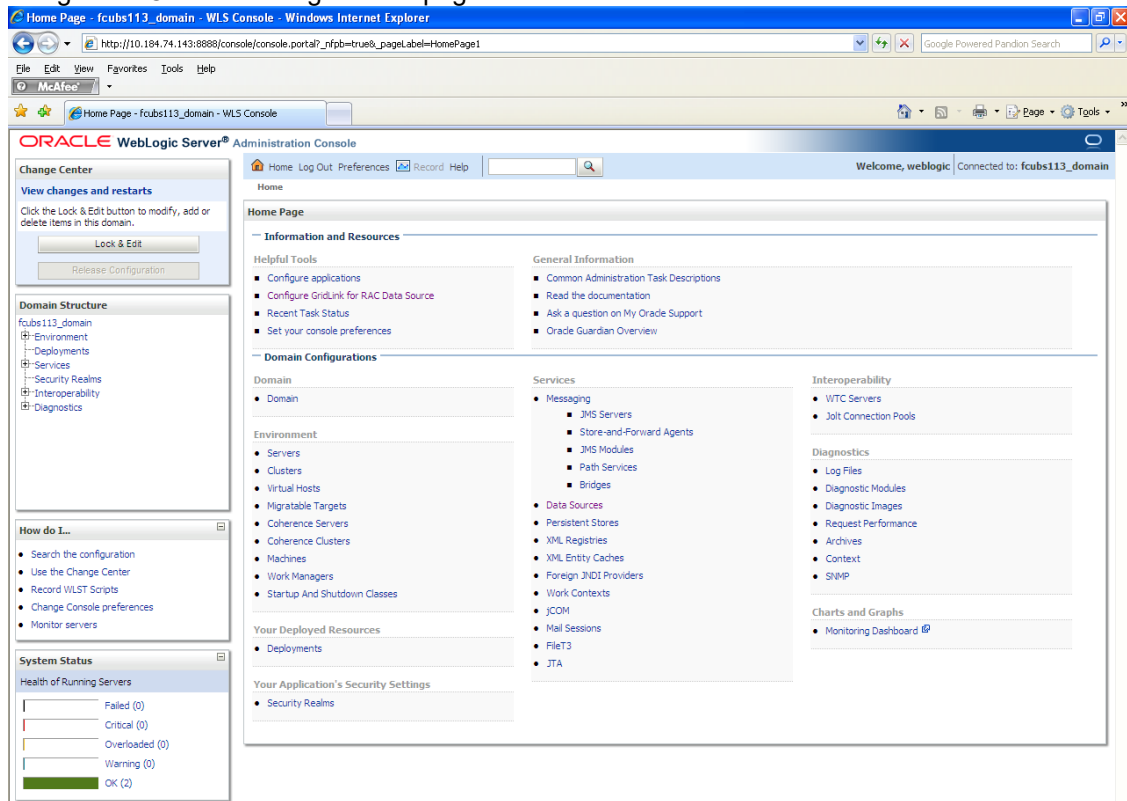 Home Page - fcubs113_domain - WLS Console - Windows Internet Explorer
http://10.184.74.143:8888/console/console.portal?_nfpb=true&_pageLabel=HomePage1
Google Powered Pandion Search
File Edit View Favorites Tools Help
McAfee
Home Page - fcubs113_domain - WLS Console
Page Tools
ORACLE WebLogic Server® Administration Console
Change Center
View changes and restarts
Click the Lock & Edit button to modify, add or
delete items in this domain.
Lock & Edit
Release Configuration
Domain Structure
fcubs113_domain
Environment
Deployments
Services
Security Realms
Interoperability
Diagnostics
How do I...
Search the configuration
Use the Change Center
Record WLST Scripts
Change Console preferences
Monitor servers
System Status
Health of Running Servers
Failed (0)
Critical (0)
Overloaded (0)
Warning (0)
OK (2)
Home Log Out Preferences Record Help
Welcome, weblogic Connected to: fcubs113_domain
Home
Home Page
Information and Resources
Helpful Tools
Configure applications
Configure GridLink for RAC Data Source
Recent Task Status
Set your console preferences
General Information
Common Administration Task Descriptions
Read the documentation
Ask a question on My Oracle Support
Oracle Guardian Overview
Domain Configurations
Domain
Domain
Environment
Servers
Clusters
Virtual Hosts
Migratable Targets
Coherence Servers
Coherence Clusters
Machines
Work Managers
Startup And Shutdown Classes
Your Deployed Resources
Deployments
Your Application's Security Settings
Security Realms
Services
Messaging
JMS Servers
Store-and-Forward Agents
JMS Modules
Path Services
Bridges
Data Sources
Persistent Stores
XML Registries
XML Entity Caches
Foreign JNDI Providers
Work Contexts
jCOM
Mail Sessions
FileT3
JTA
Interoperability
WTC Servers
Jolt Connection Pools
Diagnostics
Log Files
Diagnostic Modules
Diagnostic Images
Request Performance
Archives
Context
SNMP
Charts and Graphs
Monitoring Dashboard